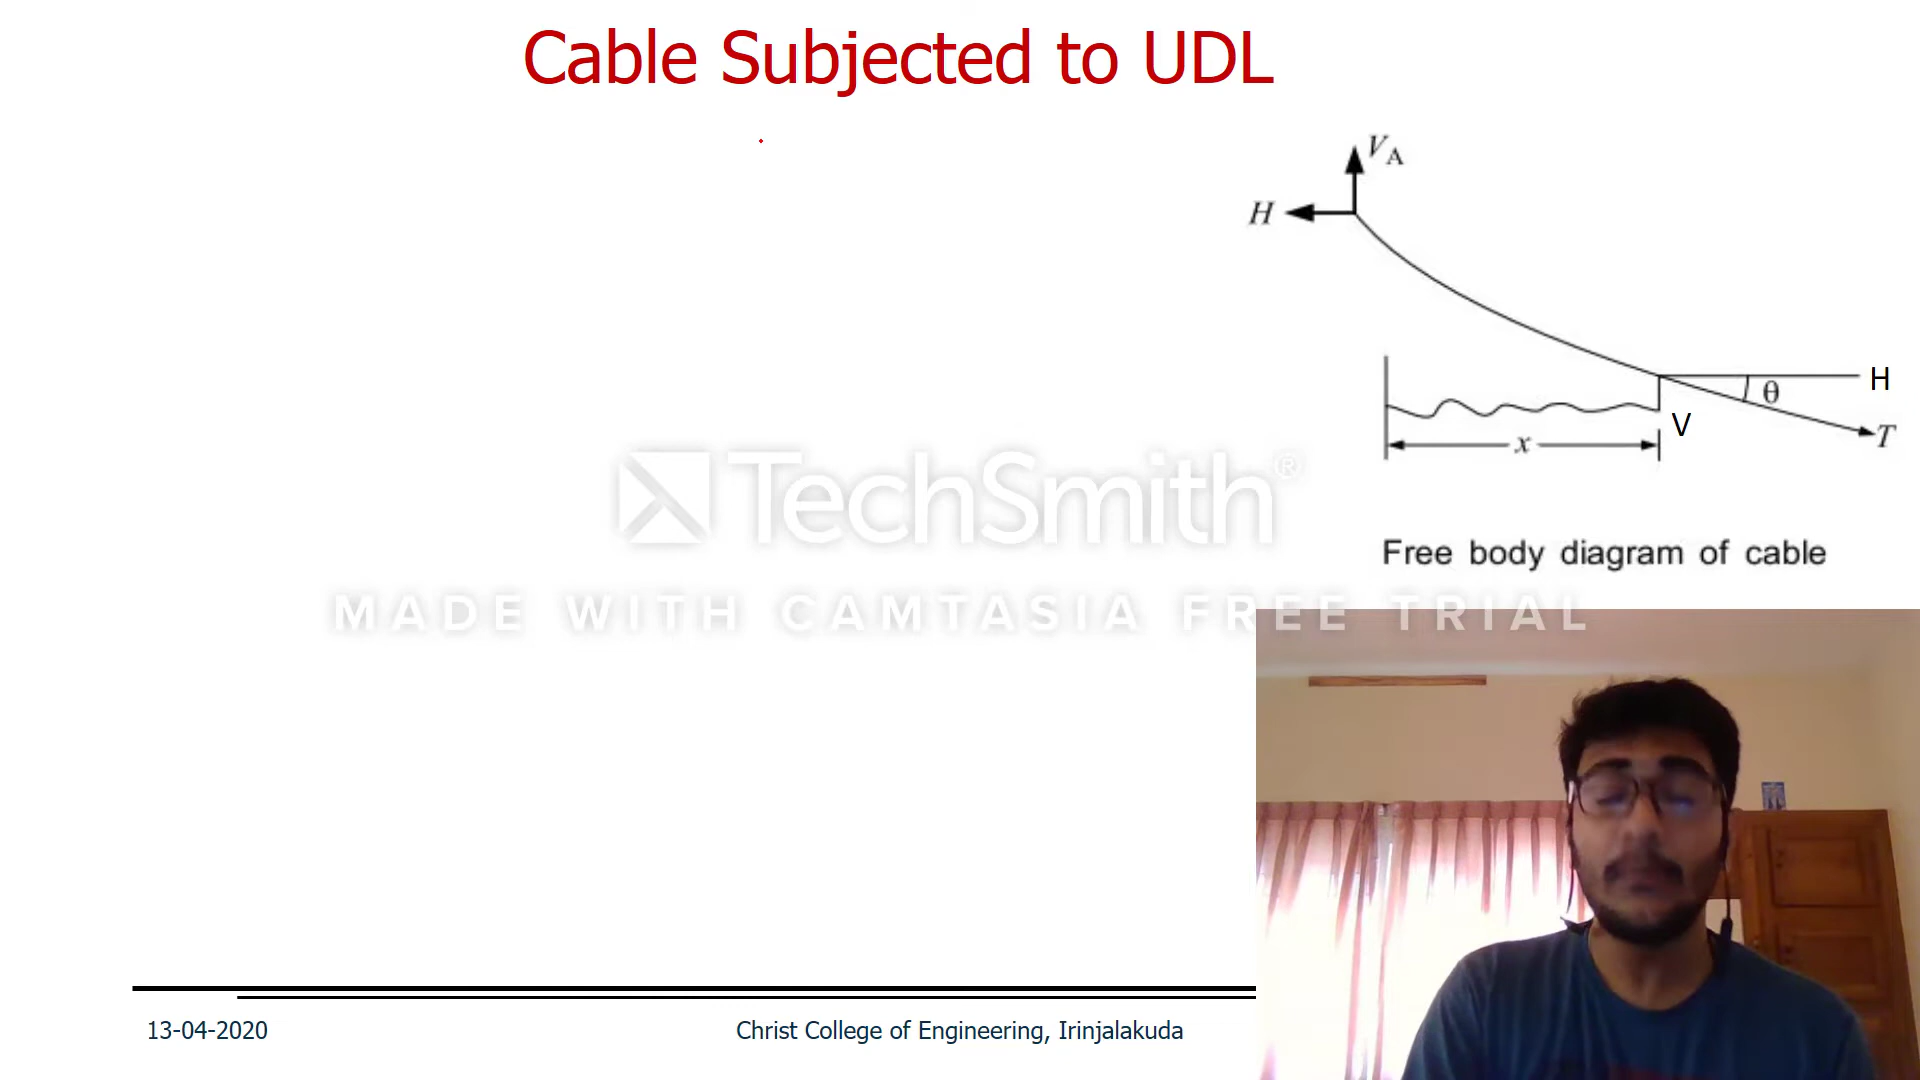 Cable Subjected to UDL
V_A
H
H
θ
V
T
x
TechSmith®
Free body diagram of cable
MADE WITH CAMTASIA FREE TRIAL
13-04-2020
Christ College of Engineering, Irinjalakuda